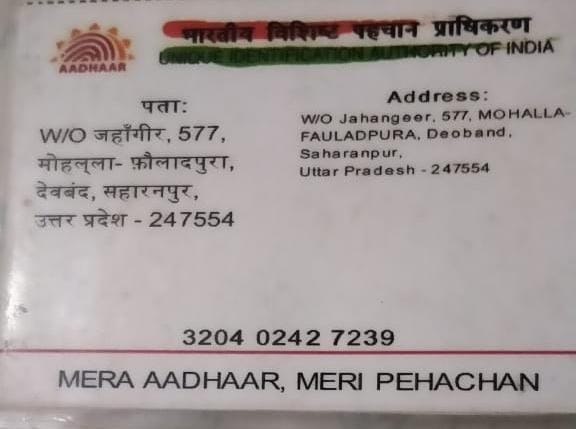 भारतीय विशिष्ट पहचान प्राधिकरण
UNIQUE IDENTIFICATION AUTHORITY OF INDIA
AADHAAR
पता:
W/O जहाँगीर, 577,
मोहल्ला- फ़ौलादपुरा,
देवबंद, सहारनपुर,
उत्तर प्रदेश - 247554
Address:
W/O Jahangeer, 577, MOHALLA-
FAULADPURA, Deoband,
Saharanpur,
Uttar Pradesh - 247554
3204 0242 7239
MERA AADHAAR, MERI PEHACHAN